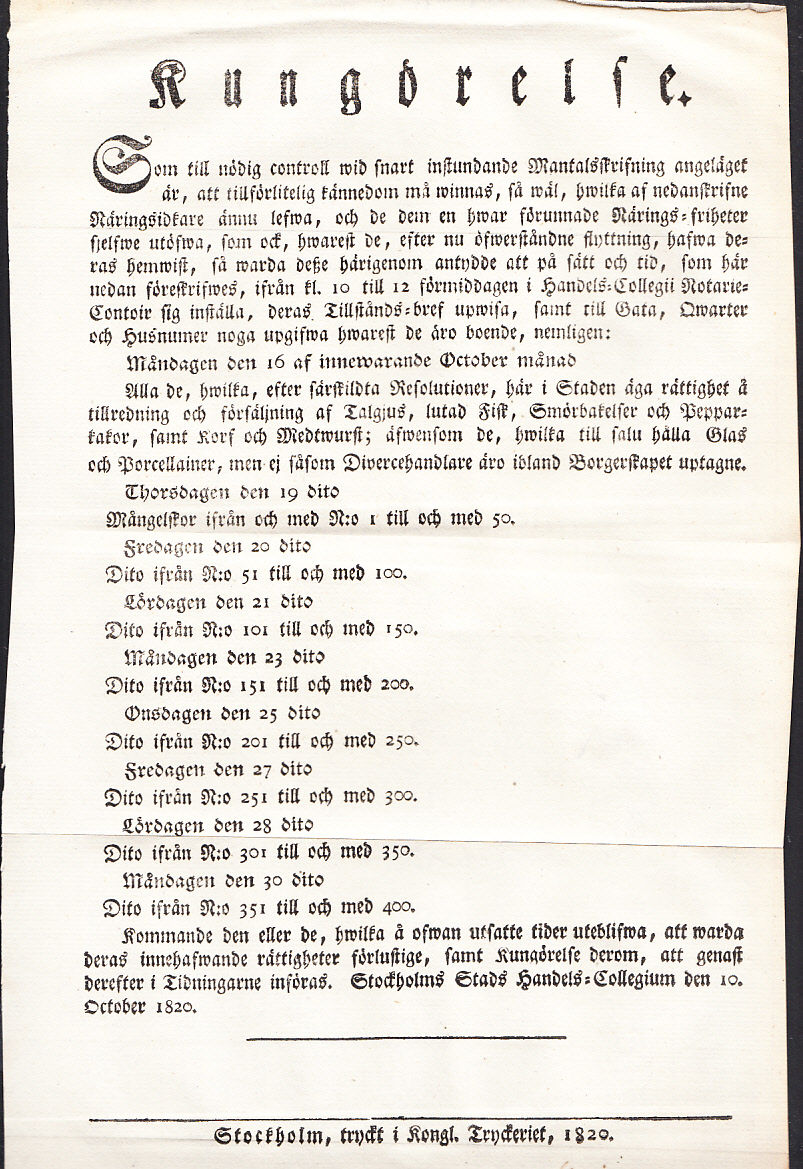 Kungörelse.
Som till nödig controll wid snart instundande Mantalsskrifning angeläget
är, att tillförlitelig kännedom må winnas, så wäl, hwilka af nedanskrifne
Näringsidkare ännu lefwa, och de dem en hwar förunnade Närings-friheter
sjelfwe utöfwa, som ock, hwarest de, efter nu öfwerståndne flyttning, hafwa de-
ras hemwist, så warda deße härigenom antydde att på sätt och tid, som här
nedan föreskrifwes, ifrån kl. 10 till 12 förmiddagen i Handels-Collegii Notarie-
Contoir sig inställa, deras Tillstånds-bref upwisa, samt till Gata, Qwarter
och Husnumer noga upgifwa hwarest de äro boende, nemligen:
Måndagen den 16 af innewarande October månad
Alla de, hwilka, efter särskildta Resolutioner, här i Staden äga rättighet å
tillredning och försäljning af Talgjus, lutad Fisk, Smörbakelser och Peppar-
kakor, samt Korf och Medtwurst; äfwensom de, hwilka till salu hålla Glas
och Porcellainer, men ej såsom Divercehandlare äro ibland Borgerskapet uptagne.
Thorsdagen den 19 dito
Mångelskor ifrån och med N:o 1 till och med 50.
Fredagen den 20 dito
Dito ifrån N:o 51 till och med 100.
Lördagen den 21 dito
Dito ifrån N:o 101 till och med 150.
Måndagen den 23 dito
Dito ifrån N:o 151 till och med 200.
Onsdagen den 25 dito
Dito ifrån N:o 201 till och med 250.
Fredagen den 27 dito
Dito ifrån N:o 251 till och med 300.
Lördagen den 28 dito
Dito ifrån N:o 301 till och med 350.
Måndagen den 30 dito
Dito ifrån N:o 351 till och med 400.
Kommande den eller de, hwilka å ofwan utsatte tider uteblifwa, att warda
deras innehafwande rättigheter förlustige, samt Kungörelse derom, att genast
derefter i Tidningarne införas. Stockholms Stads Handels-Collegium den 10.
October 1820.
Stockholm, tryckt i Kongl. Tryckeriet, 1820.